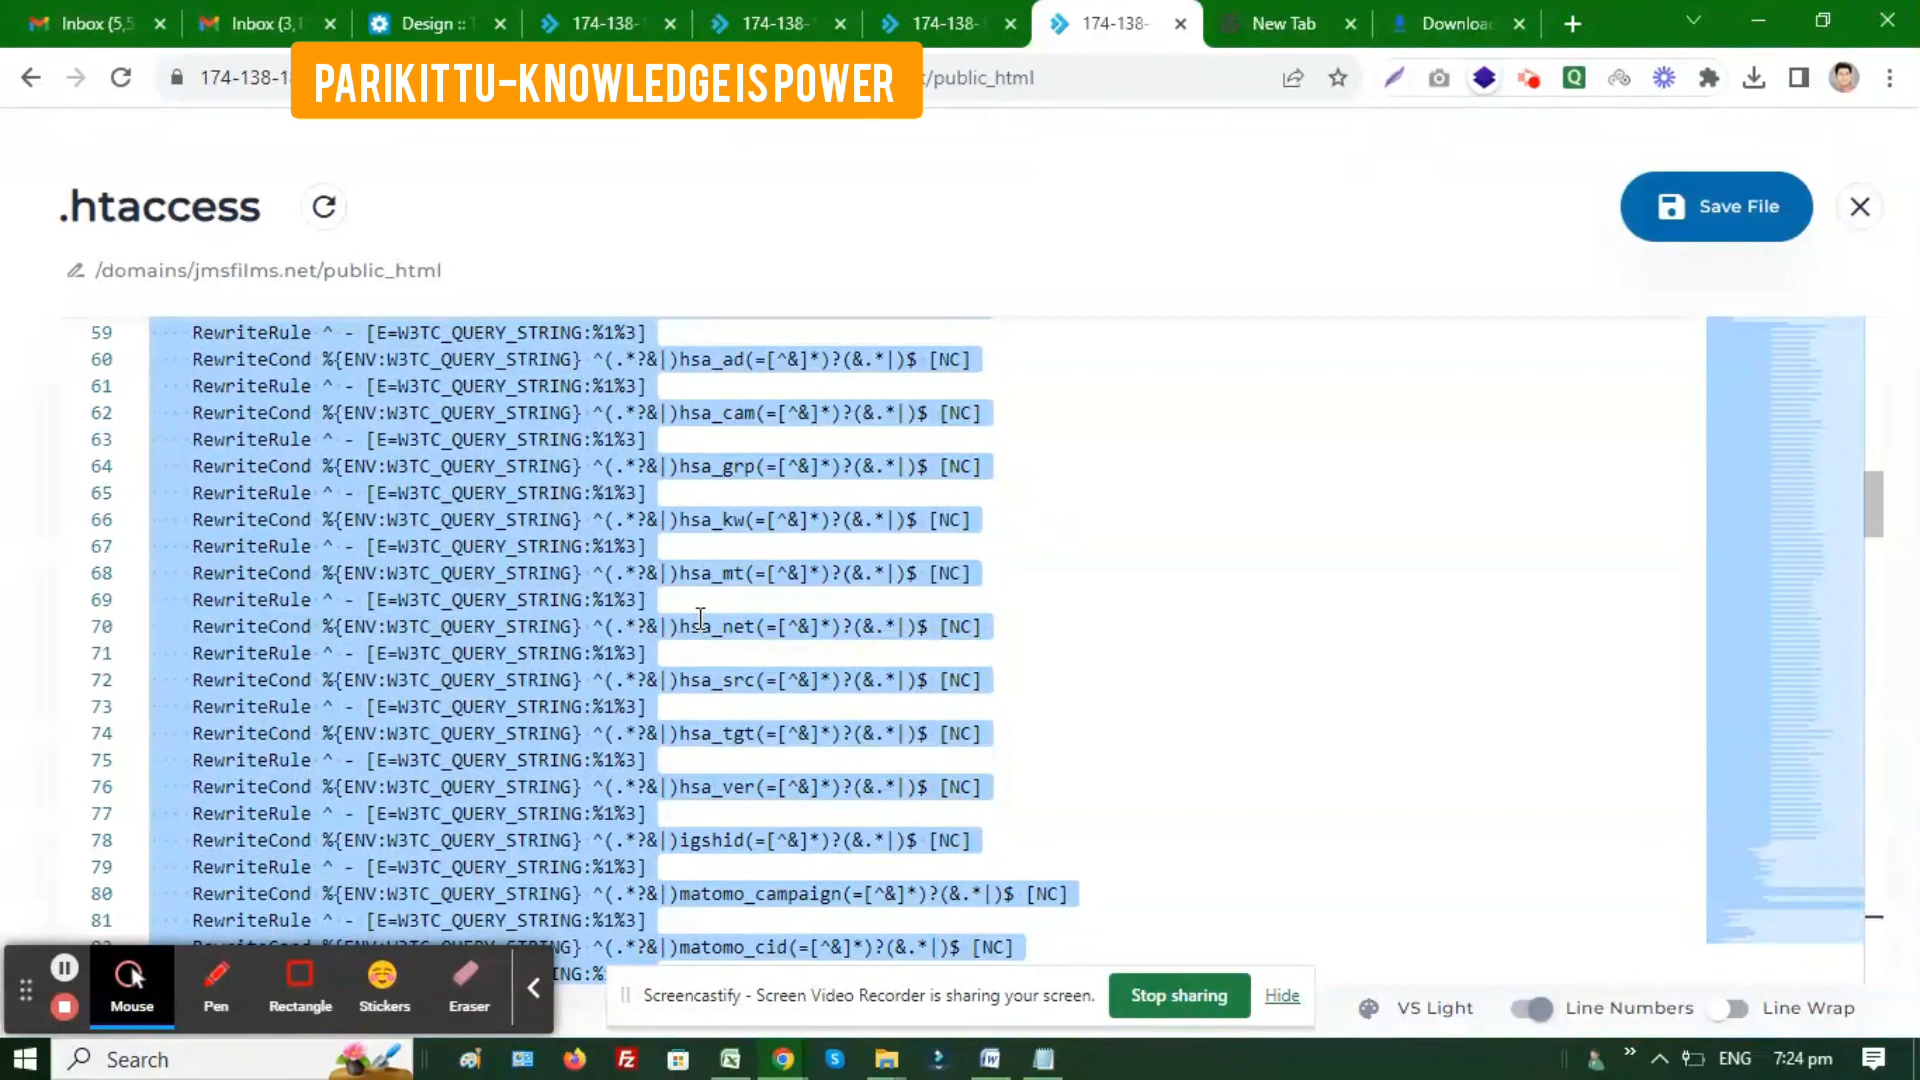 Inbox (5,5
Inbox (3,1
Design ::
174-138-
174-138-
174-138-
174-138-
New Tab
Downloa
174-138-1
/public_html
PARIKITTU-KNOWLEDGE IS POWER
.htaccess
Save File
/domains/jmsfilms.net/public_html
59 RewriteRule ^ - [E=W3TC_QUERY_STRING:%1%3]
60 RewriteCond %{ENV:W3TC_QUERY_STRING} ^(.*?&|)hsa_ad(=[^&]*)?(&.*|)$ [NC]
61 RewriteRule ^ - [E=W3TC_QUERY_STRING:%1%3]
62 RewriteCond %{ENV:W3TC_QUERY_STRING} ^(.*?&|)hsa_cam(=[^&]*)?(&.*|)$ [NC]
63 RewriteRule ^ - [E=W3TC_QUERY_STRING:%1%3]
64 RewriteCond %{ENV:W3TC_QUERY_STRING} ^(.*?&|)hsa_grp(=[^&]*)?(&.*|)$ [NC]
65 RewriteRule ^ - [E=W3TC_QUERY_STRING:%1%3]
66 RewriteCond %{ENV:W3TC_QUERY_STRING} ^(.*?&|)hsa_kw(=[^&]*)?(&.*|)$ [NC]
67 RewriteRule ^ - [E=W3TC_QUERY_STRING:%1%3]
68 RewriteCond %{ENV:W3TC_QUERY_STRING} ^(.*?&|)hsa_mt(=[^&]*)?(&.*|)$ [NC]
69 RewriteRule ^ - [E=W3TC_QUERY_STRING:%1%3]
70 RewriteCond %{ENV:W3TC_QUERY_STRING} ^(.*?&|)hsa_net(=[^&]*)?(&.*|)$ [NC]
71 RewriteRule ^ - [E=W3TC_QUERY_STRING:%1%3]
72 RewriteCond %{ENV:W3TC_QUERY_STRING} ^(.*?&|)hsa_src(=[^&]*)?(&.*|)$ [NC]
73 RewriteRule ^ - [E=W3TC_QUERY_STRING:%1%3]
74 RewriteCond %{ENV:W3TC_QUERY_STRING} ^(.*?&|)hsa_tgt(=[^&]*)?(&.*|)$ [NC]
75 RewriteRule ^ - [E=W3TC_QUERY_STRING:%1%3]
76 RewriteCond %{ENV:W3TC_QUERY_STRING} ^(.*?&|)hsa_ver(=[^&]*)?(&.*|)$ [NC]
77 RewriteRule ^ - [E=W3TC_QUERY_STRING:%1%3]
78 RewriteCond %{ENV:W3TC_QUERY_STRING} ^(.*?&|)igshid(=[^&]*)?(&.*|)$ [NC]
79 RewriteRule ^ - [E=W3TC_QUERY_STRING:%1%3]
80 RewriteCond %{ENV:W3TC_QUERY_STRING} ^(.*?&|)matomo_campaign(=[^&]*)?(&.*|)$ [NC]
81 RewriteRule ^ - [E=W3TC_QUERY_STRING:%1%3]
^(.*?&|)matomo_cid(=[^&]*)?(&.*|)$ [NC]
Mouse
Pen
Rectangle
Stickers
Eraser
Screencastify - Screen Video Recorder is sharing your screen.
Stop sharing
Hide
VS Light
Line Numbers
Line Wrap
Search
ENG
7:24 pm